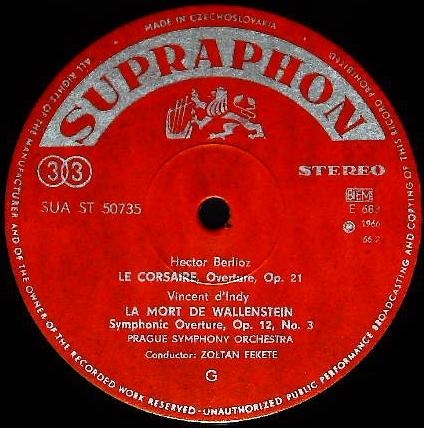 MADE IN CZECHOSLOVAKIA
ALL RIGHTS OF THE MANUFACTURER AND OF THE OWNER OF THE RECORDED WORK RESERVED - UNAUTHORIZED PUBLIC PERFORMANCE BROADCASTING AND COPYING OF THIS RECORD PROHIBITED
SUPRAPHON
33
STEREO
SUA ST 50735
BIEM
E
℗ 1966
66.2
Hector Berlioz
LE CORSAIRE, Overture, Op. 21
Vincent d'Indy
LA MORT DE WALLENSTEIN
Symphonic Overture, Op. 12, No. 3
PRAGUE SYMPHONY ORCHESTRA
Conductor: ZOLTAN FEKETE
G